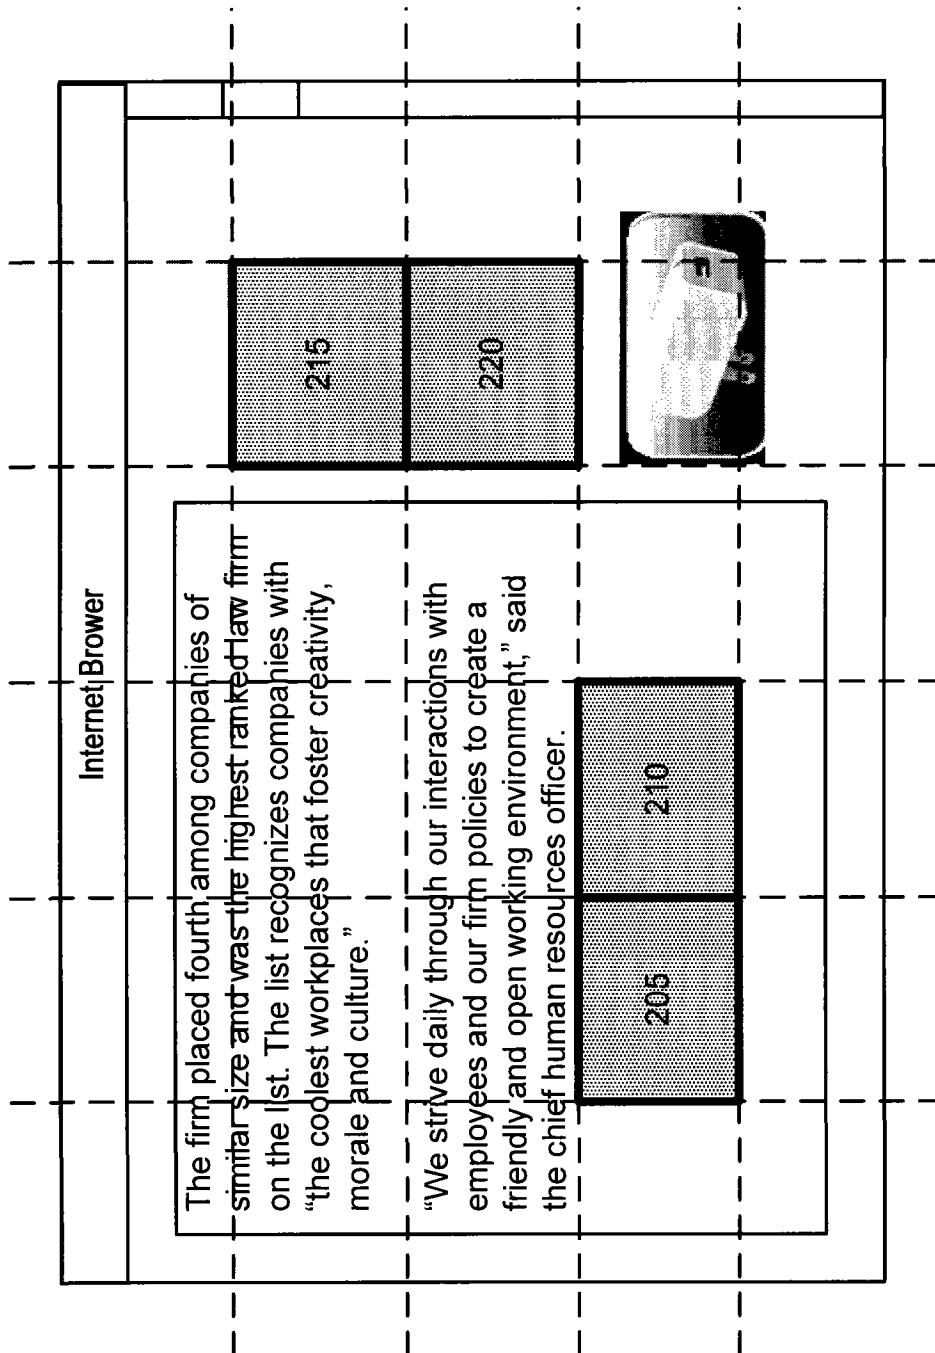 Internet Brower
The firm placed fourth among companies of
similar size and was the highest ranked law firm
on the list. The list recognizes companies with
“the coolest workplaces that foster creativity,
morale and culture.”
“We strive daily through our interactions with
employees and our firm policies to create a
friendly and open working environment,” said
the chief human resources officer.
205
210
215
220